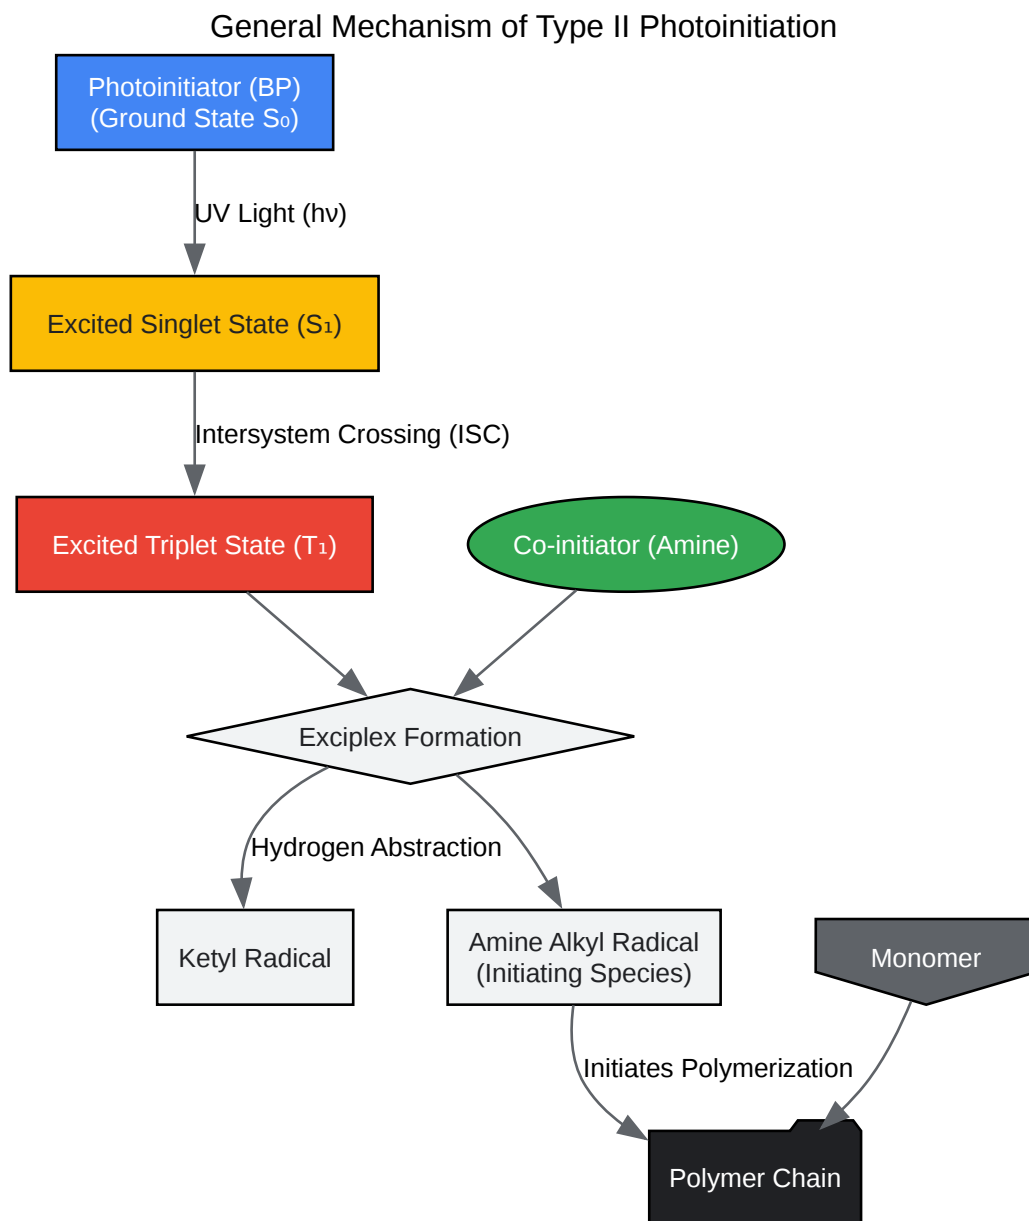 General Mechanism of Type II Photoinitiation
Photoinitiator (BP)
(Ground State S₀)
UV Light (hν)
Excited Singlet State (S₁)
Intersystem Crossing (ISC)
Excited Triplet State (T₁)
Co-initiator (Amine)
Exciplex Formation
Hydrogen Abstraction
Ketyl Radical
Amine Alkyl Radical
(Initiating Species)
Monomer
Initiates Polymerization
Polymer Chain